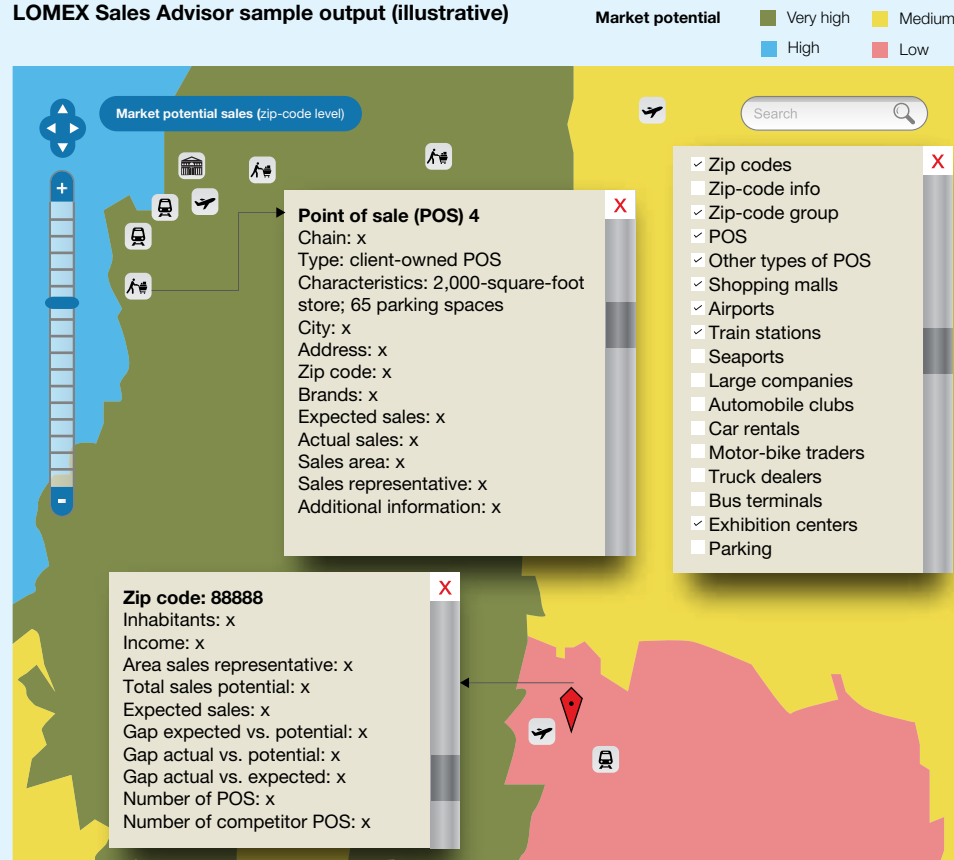 LOMEX Sales Advisor sample output (illustrative)
Market potential
Very high
Medium
High
Low
Market potential sales (zip-code level)
Search
+
-
X
Point of sale (POS) 4
Chain: x
Type: client-owned POS
Characteristics: 2,000-square-foot
store; 65 parking spaces
City: x
Address: x
Zip code: x
Brands: x
Expected sales: x
Actual sales: x
Sales area: x
Sales representative: x
Additional information: x
X
Zip codes
Zip-code info
Zip-code group
POS
Other types of POS
Shopping malls
Airports
Train stations
Seaports
Large companies
Automobile clubs
Car rentals
Motor-bike traders
Truck dealers
Bus terminals
Exhibition centers
Parking
X
Zip code: 88888
Inhabitants: x
Income: x
Area sales representative: x
Total sales potential: x
Expected sales: x
Gap expected vs. potential: x
Gap actual vs. potential: x
Gap actual vs. expected: x
Number of POS: x
Number of competitor POS: x